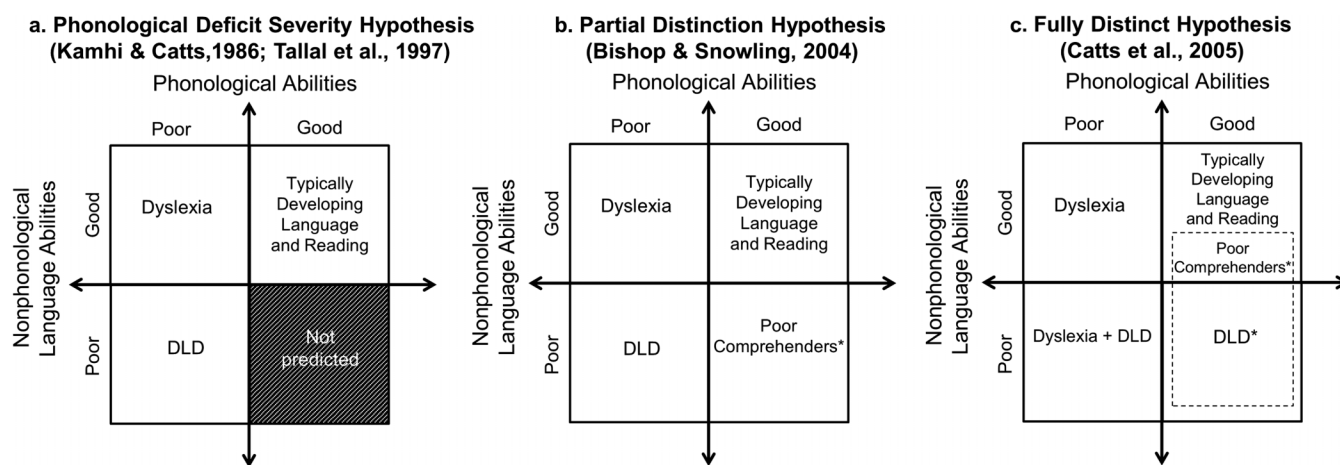 a. Phonological Deficit Severity Hypothesis
(Kamhi & Catts,1986; Tallal et al., 1997)
Phonological Abilities
Poor
Good
Nonphonological
Language Abilities
Good
Poor
Dyslexia
Typically
Developing
Language
and Reading
DLD
Not
predicted
b. Partial Distinction Hypothesis
(Bishop & Snowling, 2004)
Phonological Abilities
Poor
Good
Nonphonological
Language Abilities
Good
Poor
Dyslexia
Typically
Developing
Language
and Reading
DLD
Poor
Comprehenders*
c. Fully Distinct Hypothesis
(Catts et al., 2005)
Phonological Abilities
Poor
Good
Nonphonological
Language Abilities
Good
Poor
Dyslexia
Typically
Developing
Language
and Reading
Poor
Comprehenders*
Dyslexia + DLD
DLD*